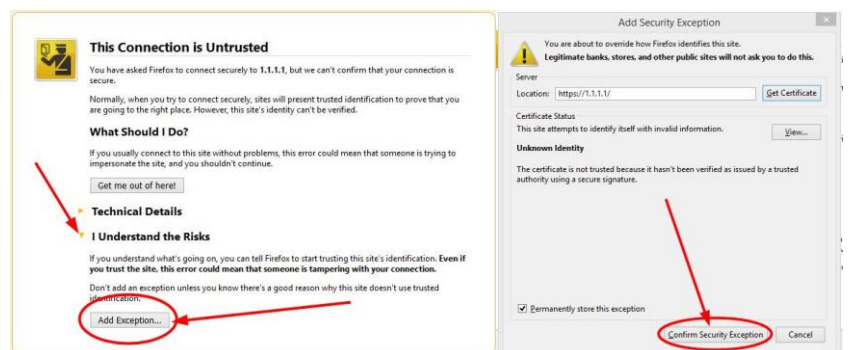 This Connection is Untrusted
You have asked Firefox to connect securely to 1.1.1.1, but we can't confirm that your connection is
secure.
Normally, when you try to connect securely, sites will present trusted identification to prove that you
are going to the right place. However, this site's identity can't be verified.
What Should I Do?
If you usually connect to this site without problems, this error could mean that someone is trying to
impersonate the site, and you shouldn't continue.
Get me out of here!
Technical Details
I Understand the Risks
If you understand what's going on, you can tell Firefox to start trusting this site's identification. Even if
you trust the site, this error could mean that someone is tampering with your connection.
Don't add an exception unless you know there's a good reason why this site doesn't use trusted
identification.
Add Exception...
Add Security Exception
You are about to override how Firefox identifies this site.
Legitimate banks, stores, and other public sites will not ask you to do this.
Server
Location: https://1.1.1.1/ Get Certificate
Certificate Status
This site attempts to identify itself with invalid information. View...
Unknown Identity
The certificate is not trusted because it hasn't been verified as issued by a trusted
authority using a secure signature.
Permanently store this exception
Confirm Security Exception Cancel